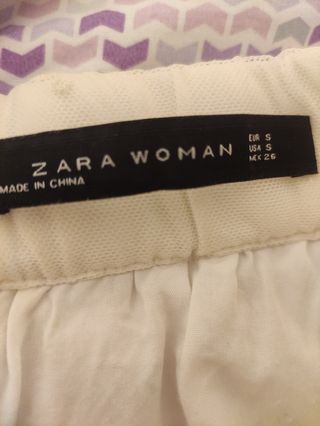 ZARA WOMAN
MADE IN CHINA
EUR S
USA S
MEX 26